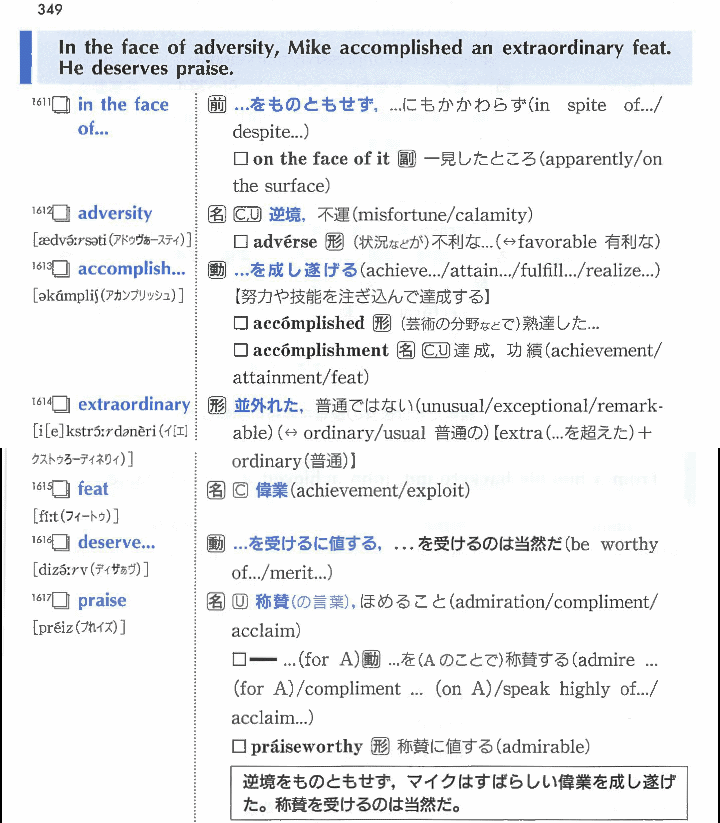 349
In the face of adversity, Mike accomplished an extraordinary feat.
He deserves praise.
1611 □ in the face of... 前 …をものともせず，…にもかかわらず(in spite of.../
despite...)
□ on the face of it 副 一見したところ(apparently/on
the surface)
1612 □ adversity 名 C,U 逆境，不運(misfortune/calamity)
[ædvə́ːrsəti(アドゥヴァ～スティ)] □ advérse 形 (状況などが)不利な…(↔favorable 有利な)
1613 □ accomplish... 動 …を成し遂げる(achieve.../attain.../fulfill.../realize...)
[əkámpliʃ(アカンプリッシュ)] 【努力や技能を注ぎ込んで達成する】
□ accómplished 形 (芸術の分野などで)熟達した…
□ accómplishment 名 C,U 達成，功績(achievement/
attainment/feat)
1614 □ extraordinary 形 並外れた，普通ではない(unusual/exceptional/remark-
[i[e]kstrɔ́ːrdənèri(イ[エ] able) (↔ ordinary/usual 普通の)【extra(…を超えた)＋
クストゥろーディネりィ)] ordinary(普通)】
1615 □ feat 名 C 偉業(achievement/exploit)
[fíːt(フィートゥ)]
1616 □ deserve... 動 …を受けるに値する，…を受けるのは当然だ(be worthy
[dizə́ːrv(ディザァヴ)] of.../merit...)
1617 □ praise 名 U 称賛(の言葉)，ほめること(admiration/compliment/
[préiz(プれイズ)] acclaim)
□ ━ ...(for A) 動 …を(Aのことで)称賛する(admire ...
(for A)/compliment ... (on A)/speak highly of.../
acclaim...)
□ práiseworthy 形 称賛に値する(admirable)
逆境をものともせず，マイクはすばらしい偉業を成し遂げ
た。称賛を受けるのは当然だ。